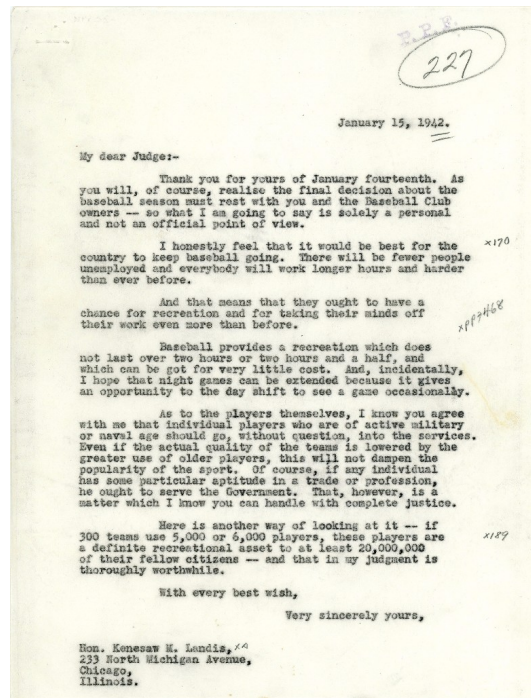 P.P.F.
227
January 15, 1942.
My dear Judge:-
Thank you for yours of January fourteenth. As
you will, of course, realise the final decision about the
baseball season must rest with you and the Baseball Club
owners -- so what I am going to say is solely a personal
and not an official point of view.
I honestly feel that it would be best for the
country to keep baseball going. There will be fewer people
unemployed and everybody will work longer hours and harder
than ever before.
x170
And that means that they ought to have a
chance for recreation and for taking their minds off
their work even more than before.
xPPF468
Baseball provides a recreation which does
not last over two hours or two hours and a half, and
which can be got for very little cost. And, incidentally,
I hope that night games can be extended because it gives
an opportunity to the day shift to see a game occasionally.
As to the players themselves, I know you agree
with me that individual players who are of active military
or naval age should go, without question, into the services.
Even if the actual quality of the teams is lowered by the
greater use of older players, this will not dampen the
popularity of the sport. Of course, if any individual
has some particular aptitude in a trade or profession,
he ought to serve the Government. That, however, is a
matter which I know you can handle with complete justice.
Here is another way of looking at it -- if
300 teams use 5,000 or 6,000 players, these players are
a definite recreational asset to at least 20,000,000
of their fellow citizens -- and that in my judgment is
thoroughly worthwhile.
x189
With every best wish,
Very sincerely yours,
Hon. Kenesaw M. Landis,
233 North Michigan Avenue,
Chicago,
Illinois.